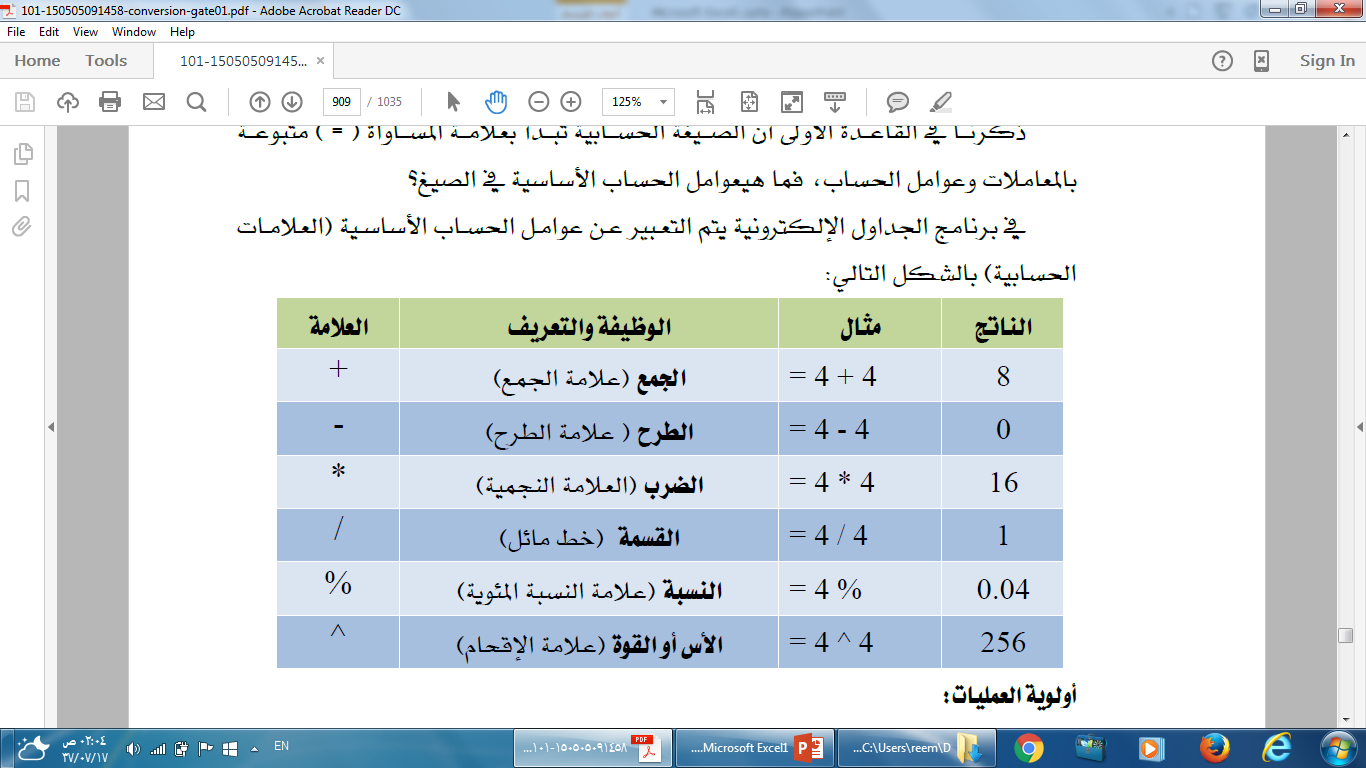 101-150505091458-conversion-gate01.pdf - Adobe Acrobat Reader DC
File Edit View Window Help
Home Tools 101-15050509145... × Sign In
909 / 1035 125%
ذكرنا في القاعدة الأولى أن الصيغة الحسابية تبدأ بعلامة المساواة ( = ) متبوعة
بالمعاملات وعوامل الحساب، فما هيعوامل الحساب الأساسية في الصيغ؟
في برنامج الجداول الإلكترونية يتم التعبير عن عوامل الحساب الأساسية (العلامات
الحسابية) بالشكل التالي:
العلامة الوظيفة والتعريف مثال الناتج
+ الجمع (علامة الجمع) = 4 + 4 8
- الطرح ( علامة الطرح) = 4 - 4 0
* الضرب (العلامة النجمية) = 4 * 4 16
/ القسمة (خط مائل) = 4 / 4 1
% النسبة (علامة النسبة المئوية) = 4 % 0.04
^ الأس أو القوة (علامة الإقحام) = 4 ^ 4 256
أولوية العمليات:
٠٢:٠٤ ص
٣٧/٠٧/١٧
EN
...١٠١-١٥٠٥٠٥٠٩١٤٥٨
PDF
...Microsoft Excel1
...C:\Users\reem\D